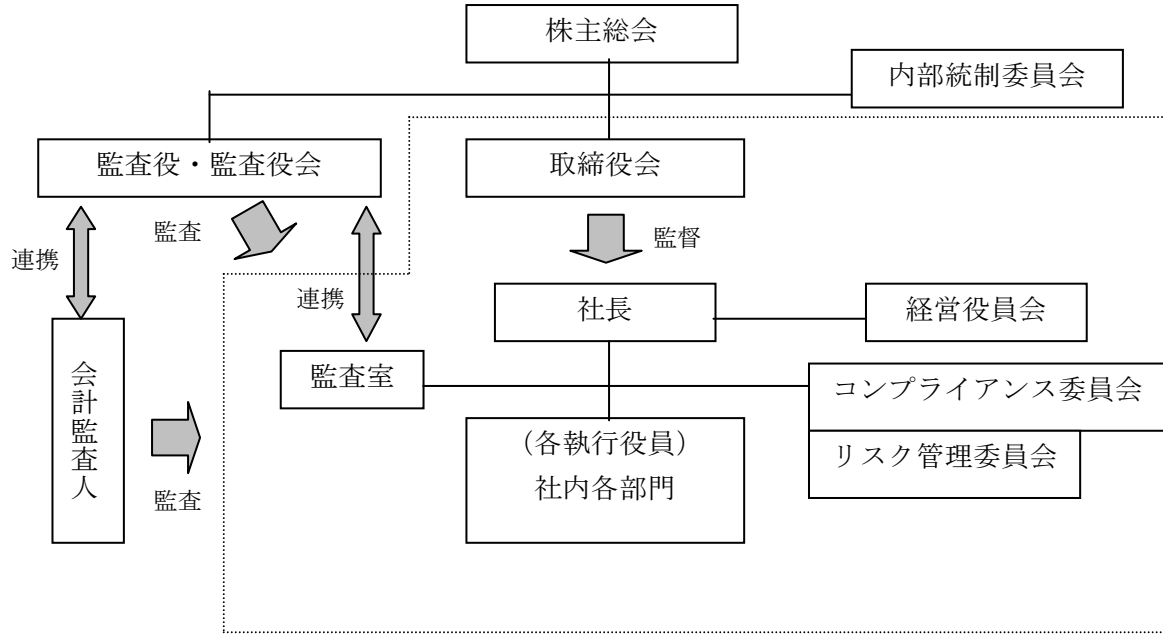 株主総会
内部統制委員会
監査役・監査役会
取締役会
監査
監督
連携
連携
社長
経営役員会
会計監査人
監査室
コンプライアンス委員会
(各執行役員)
社内各部門
リスク管理委員会
監査